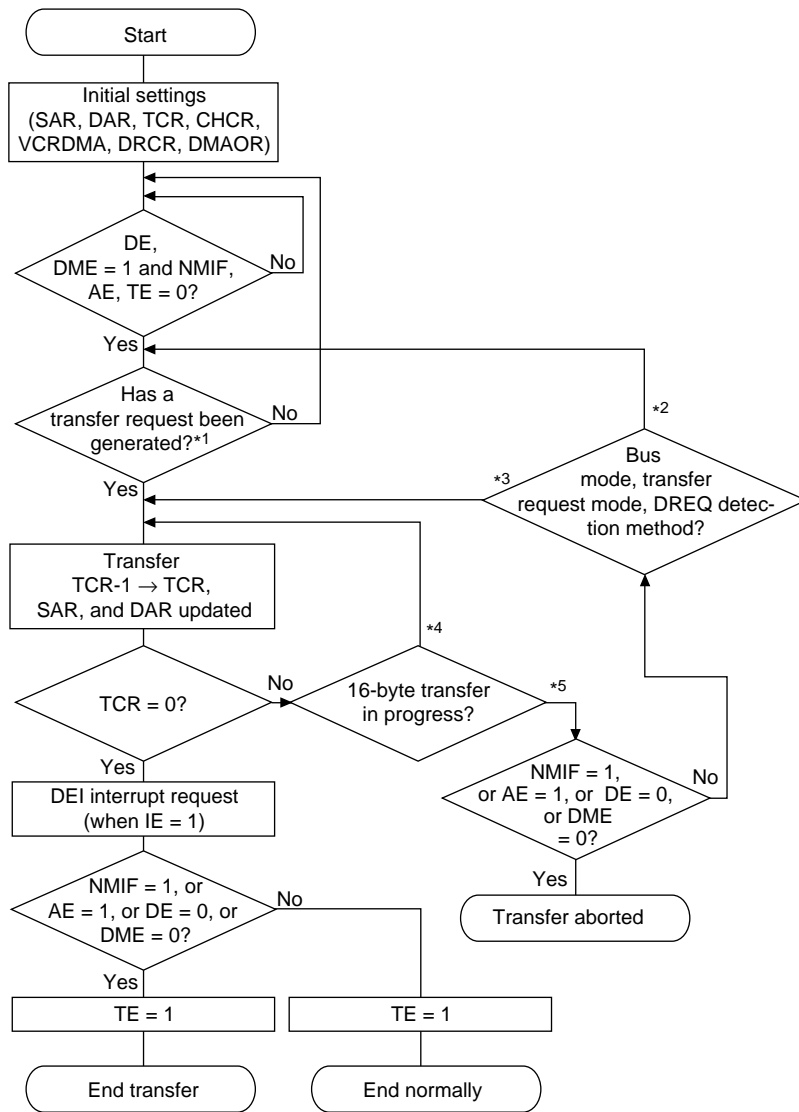 Start
Initial settings
(SAR, DAR, TCR, CHCR,
VCRDMA, DRCR, DMAOR)
DE,
DME = 1 and NMIF,
AE, TE = 0?
No
Yes
Has a
transfer request been
generated?*1
No
Yes
*2
Bus
mode, transfer
request mode, DREQ detec-
tion method?
*3
Transfer
TCR-1 → TCR,
SAR, and DAR updated
*4
TCR = 0?
No
16-byte transfer
in progress?
*5
Yes
NMIF = 1,
or AE = 1, or DE = 0,
or DME
= 0?
No
Yes
Transfer aborted
DEI interrupt request
(when IE = 1)
NMIF = 1, or
AE = 1, or DE = 0, or
DME = 0?
No
Yes
TE = 1
TE = 1
End transfer
End normally